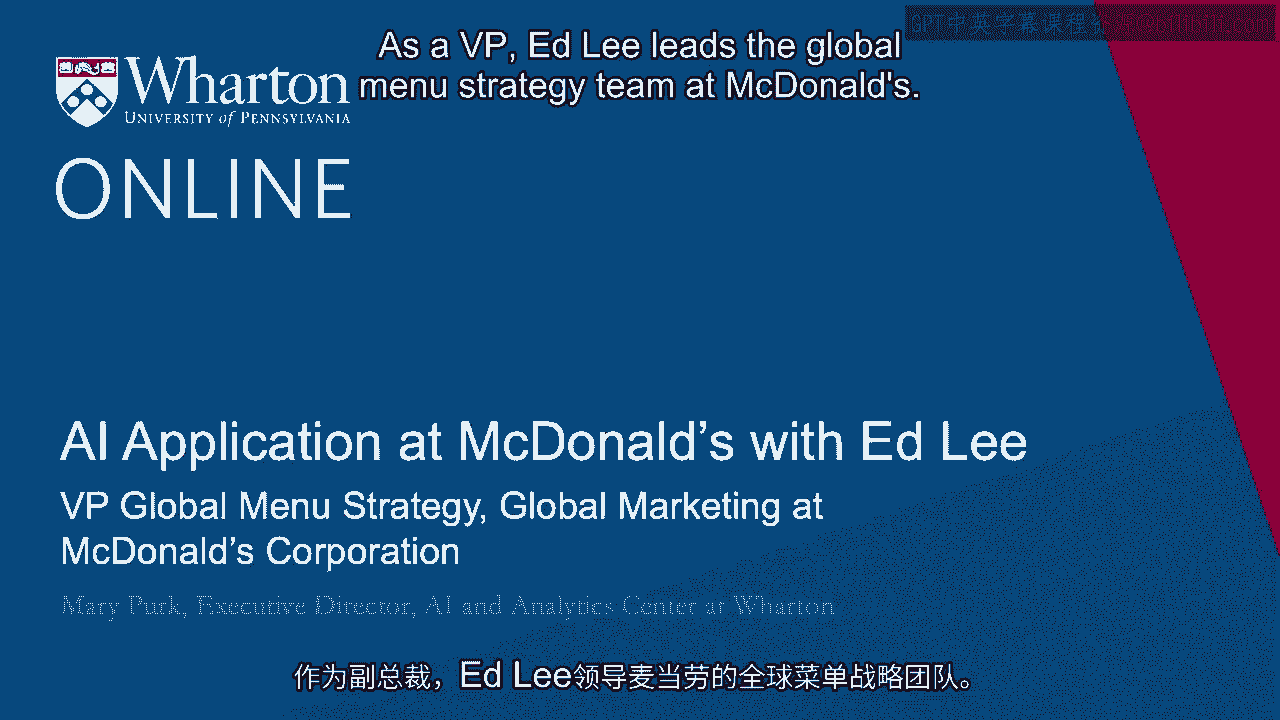 As a VP, Ed Lee leads the global
menu strategy team at McDonald's.
Wharton
UNIVERSITY of PENNSYLVANIA
ONLINE
AI Application at McDonald’s with Ed Lee
VP Global Menu Strategy, Global Marketing at
McDonald’s Corporation
Mary Purk, Executive Director, AI and Analytics Center at Wharton
作为副总裁，Ed Lee领导麦当劳的全球菜单战略团队。